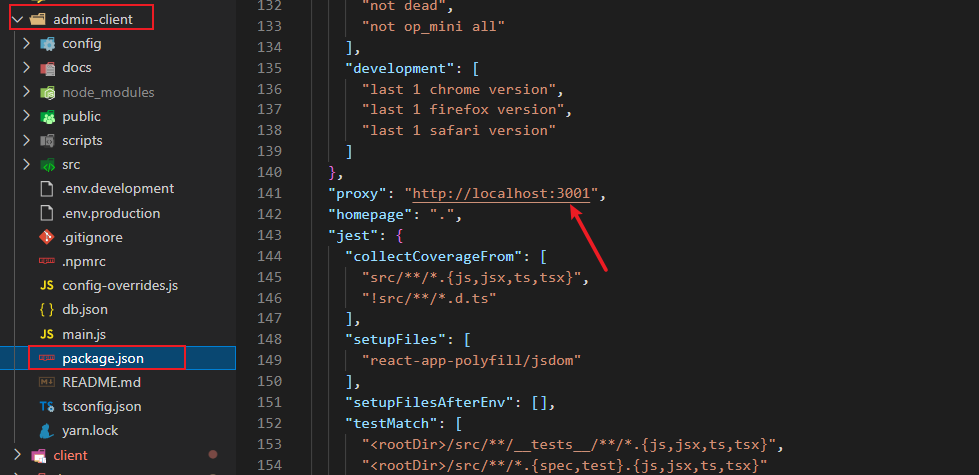 admin-client
config
docs
node_modules
public
scripts
src
.env.development
.env.production
.gitignore
.npmrc
JS config-overrides.js
{ } db.json
JS main.js
package.json
README.md
TS tsconfig.json
yarn.lock
client
132 "not dead",
133 "not op_mini all"
134 ],
135 "development": [
136 "last 1 chrome version",
137 "last 1 firefox version",
138 "last 1 safari version"
139 ]
140 },
141 "proxy": "http://localhost:3001",
142 "homepage": ".",
143 "jest": {
144 "collectCoverageFrom": [
145 "src/**/*.{js,jsx,ts,tsx}",
146 "!src/**/*.d.ts"
147 ],
148 "setupFiles": [
149 "react-app-polyfill/jsdom"
150 ],
151 "setupFilesAfterEnv": [],
152 "testMatch": [
153 "<rootDir>/src/**/__tests__/**/*.{js,jsx,ts,tsx}",
154 "<rootDir>/src/**/*.{spec,test}.{js,jsx,ts,tsx}"